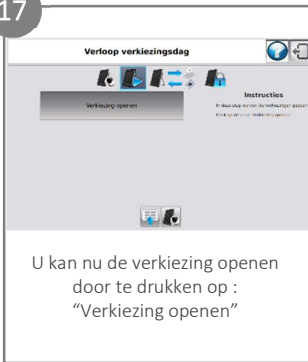 17
Verloop verkiezingsdag
Instructies
Verkiezing openen
U kan nu de verkiezing openen
door te drukken op :
“Verkiezing openen”